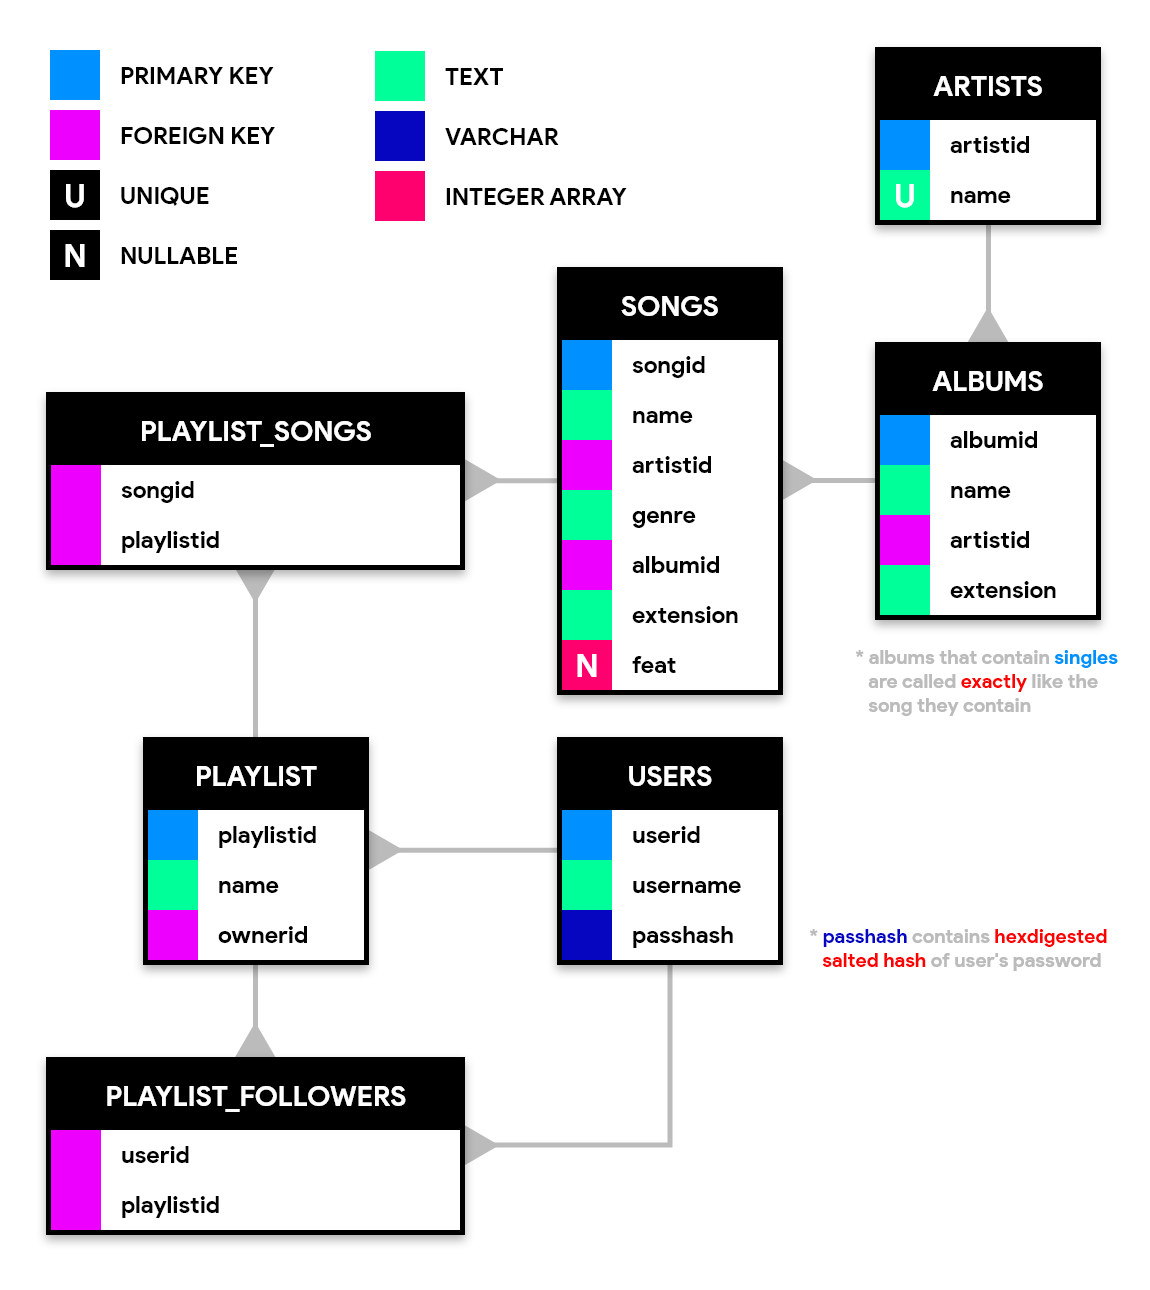 PRIMARY KEY
FOREIGN KEY
U UNIQUE
N NULLABLE
TEXT
VARCHAR
INTEGER ARRAY
ARTISTS
artistid
U name
SONGS
songid
name
artistid
genre
albumid
extension
N feat
ALBUMS
albumid
name
artistid
extension
* albums that contain singles
are called exactly like the
song they contain
PLAYLIST_SONGS
songid
playlistid
PLAYLIST
playlistid
name
ownerid
USERS
userid
username
passhash
* passhash contains hexdigested
salted hash of user's password
PLAYLIST_FOLLOWERS
userid
playlistid